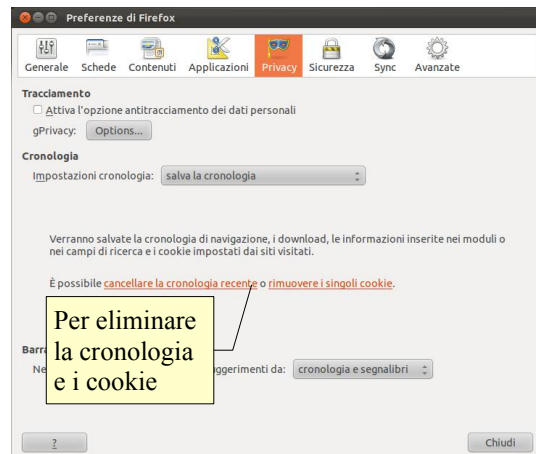 Preferenze di Firefox
Generale Schede Contenuti Applicazioni Privacy Sicurezza Sync Avanzate
Tracciamento
Attiva l'opzione antitracciamento dei dati personali
gPrivacy: Options...
Cronologia
Impostazioni cronologia: salva la cronologia
Verranno salvate la cronologia di navigazione, i download, le informazioni inserite nei moduli o
nei campi di ricerca e i cookie impostati dai siti visitati.
È possibile cancellare la cronologia recente o rimuovere i singoli cookie.
Per eliminare
la cronologia
e i cookie
Barra
Ne
da: cronologia e segnalibri
? Chiudi